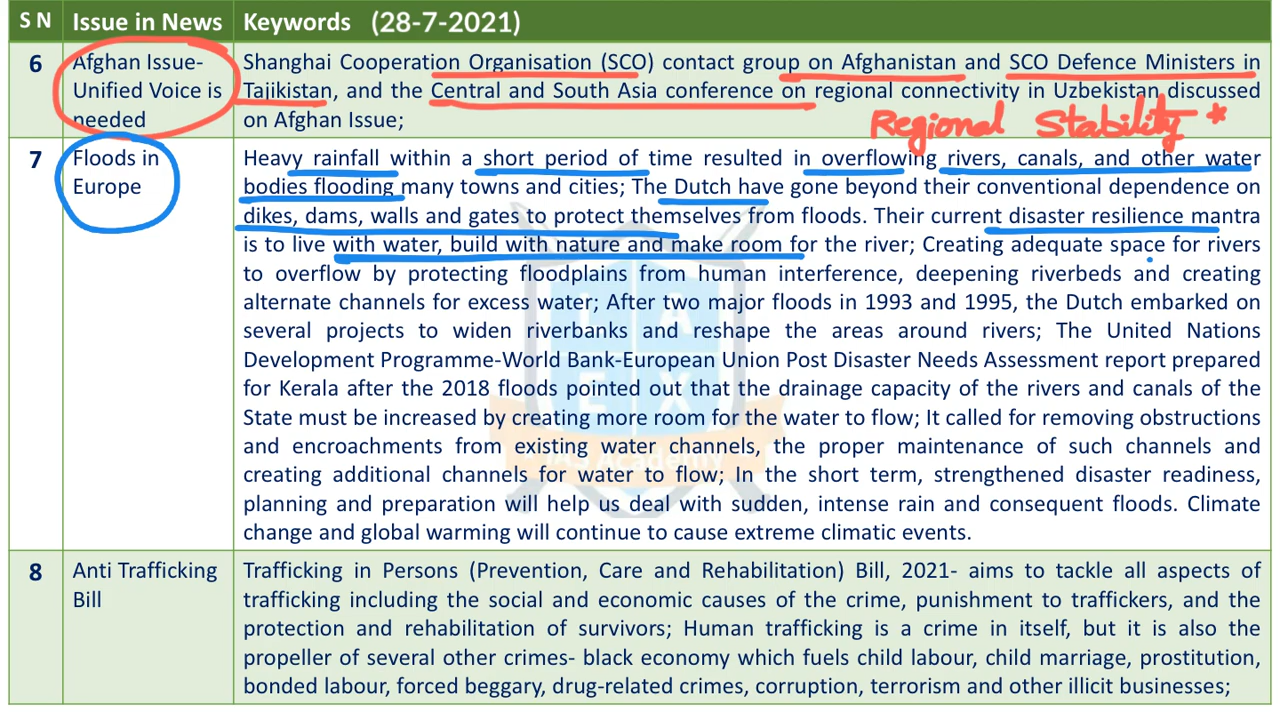 S N Issue in News Keywords (28-7-2021)
6 Afghan Issue- Shanghai Cooperation Organisation (SCO) contact group on Afghanistan and SCO Defence Ministers in
Unified Voice is Tajikistan, and the Central and South Asia conference on regional connectivity in Uzbekistan discussed
needed on Afghan Issue;
Regional Stability *
7 Floods in Heavy rainfall within a short period of time resulted in overflowing rivers, canals, and other water
Europe bodies flooding many towns and cities; The Dutch have gone beyond their conventional dependence on
dikes, dams, walls and gates to protect themselves from floods. Their current disaster resilience mantra
is to live with water, build with nature and make room for the river; Creating adequate space for rivers
to overflow by protecting floodplains from human interference, deepening riverbeds and creating
alternate channels for excess water; After two major floods in 1993 and 1995, the Dutch embarked on
several projects to widen riverbanks and reshape the areas around rivers; The United Nations
Development Programme-World Bank-European Union Post Disaster Needs Assessment report prepared
for Kerala after the 2018 floods pointed out that the drainage capacity of the rivers and canals of the
State must be increased by creating more room for the water to flow; It called for removing obstructions
and encroachments from existing water channels, the proper maintenance of such channels and
creating additional channels for water to flow; In the short term, strengthened disaster readiness,
planning and preparation will help us deal with sudden, intense rain and consequent floods. Climate
change and global warming will continue to cause extreme climatic events.
8 Anti Trafficking Trafficking in Persons (Prevention, Care and Rehabilitation) Bill, 2021- aims to tackle all aspects of
Bill trafficking including the social and economic causes of the crime, punishment to traffickers, and the
protection and rehabilitation of survivors; Human trafficking is a crime in itself, but it is also the
propeller of several other crimes- black economy which fuels child labour, child marriage, prostitution,
bonded labour, forced beggary, drug-related crimes, corruption, terrorism and other illicit businesses;